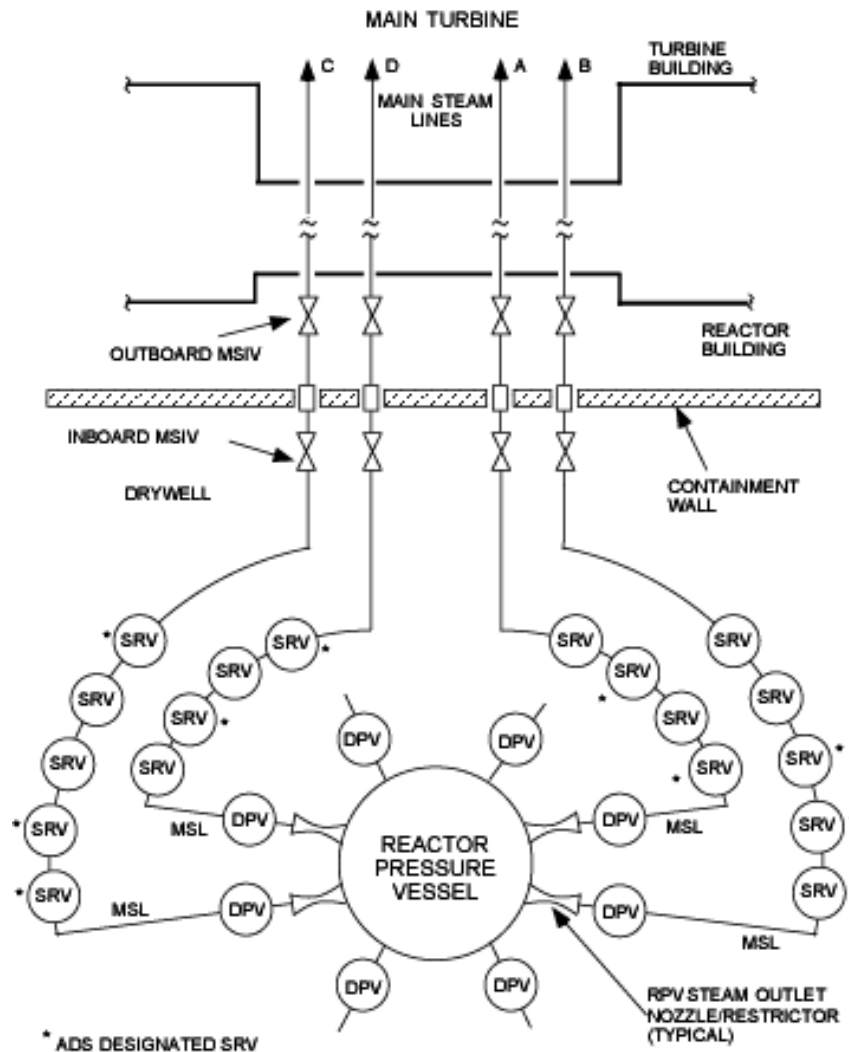 MAIN TURBINE
C
D
A
B
TURBINE
BUILDING
MAIN STEAM
LINES
OUTBOARD MSIV
REACTOR
BUILDING
INBOARD MSIV
DRYWELL
CONTAINMENT
WALL
* SRV
SRV *
SRV
SRV
SRV
* SRV
SRV
SRV
SRV *
SRV
SRV
DPV
DPV
SRV
SRV
SRV *
SRV
* SRV
* SRV
DPV
DPV
SRV
MSL
MSL
REACTOR
PRESSURE
VESSEL
* SRV
MSL
DPV
DPV
SRV
MSL
DPV
DPV
RPV STEAM OUTLET
NOZZLE/RESTRICTOR
(TYPICAL)
* ADS DESIGNATED SRV